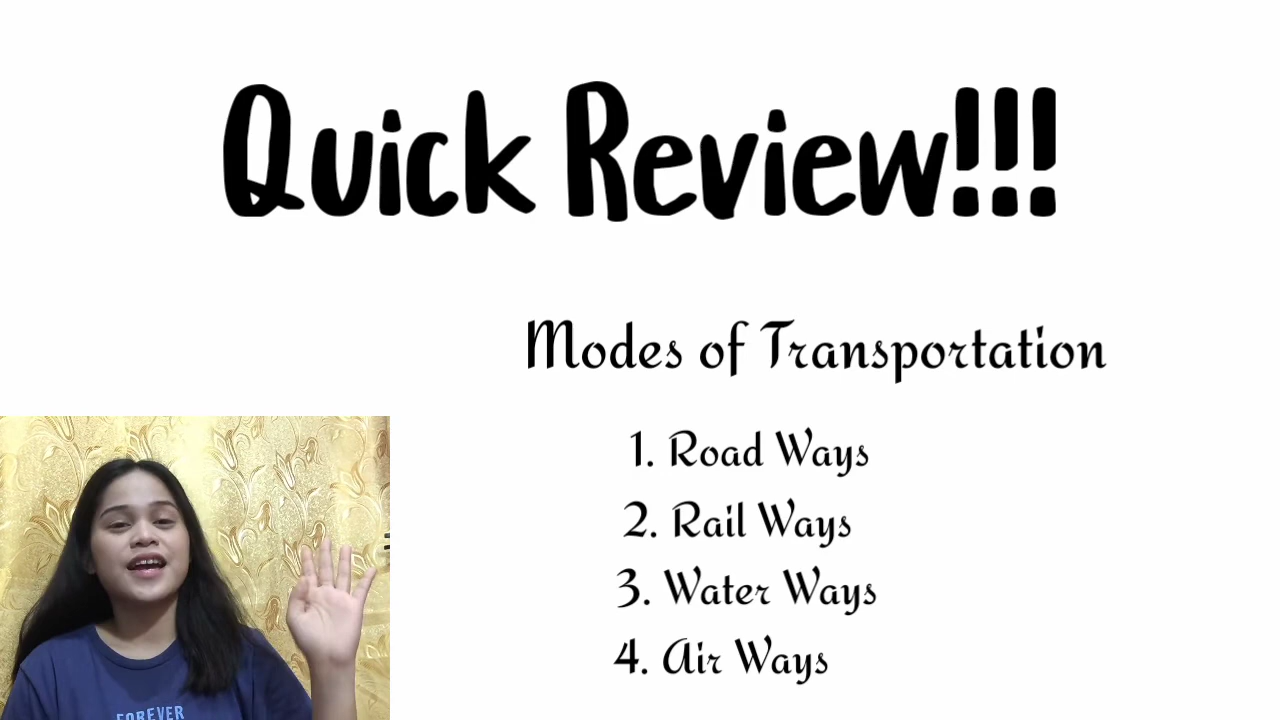 Quick Review!!!
Modes of Transportation
1. Road Ways
2. Rail Ways
3. Water Ways
4. Air Ways
FOREVER